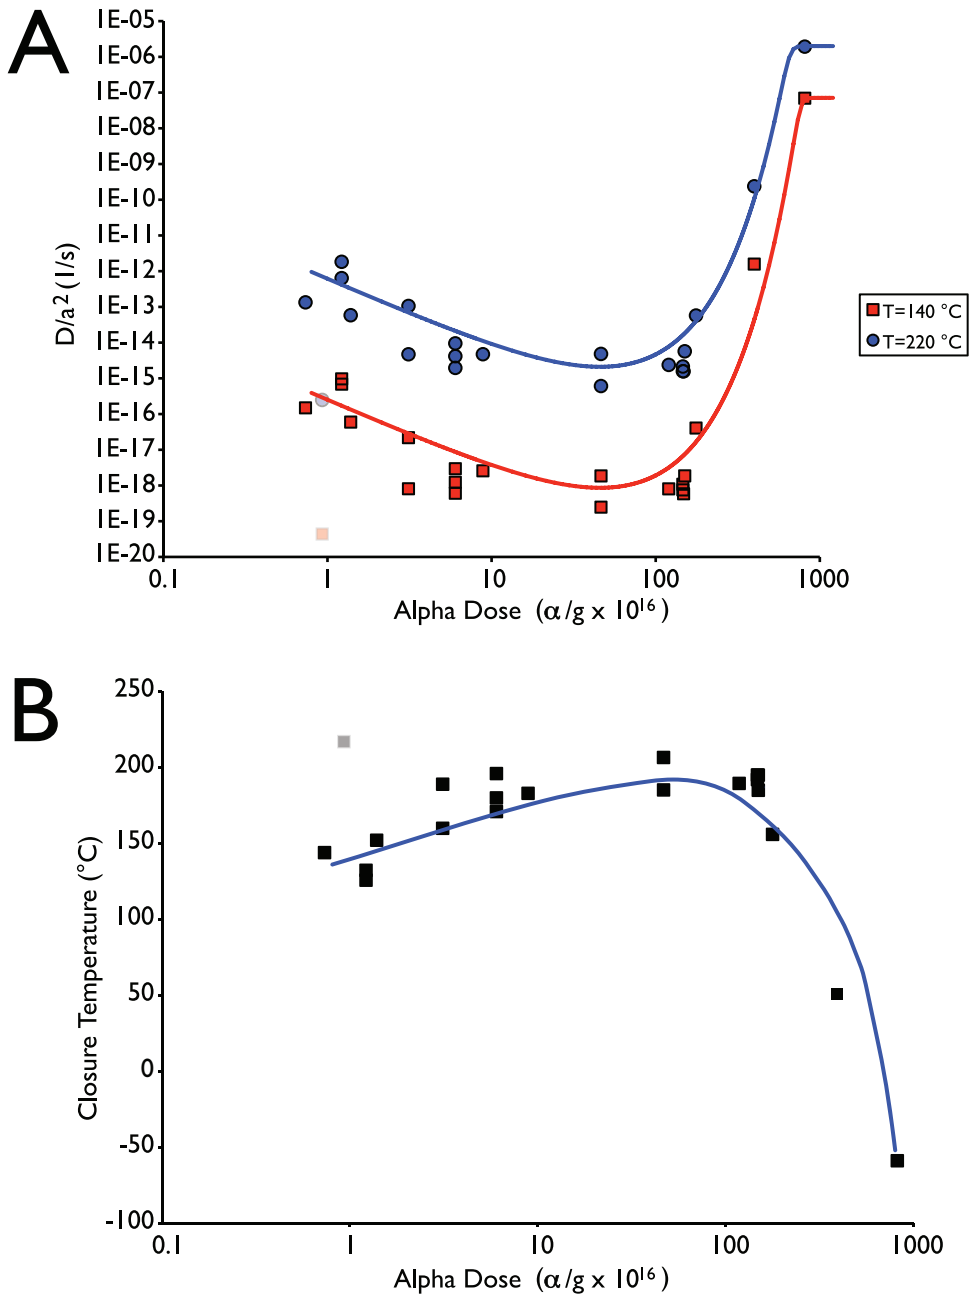 A
1E-05
1E-06
1E-07
1E-08
1E-09
1E-10
1E-11
1E-12
1E-13
1E-14
1E-15
1E-16
1E-17
1E-18
1E-19
1E-20
D/a² (1/s)
0.1 1 10 100 1000
Alpha Dose (α/g x 10¹⁶)
T=140 °C
T=220 °C
B
250
200
150
100
50
0
-50
-100
Closure Temperature (°C)
0.1 1 10 100 1000
Alpha Dose (α/g x 10¹⁶)